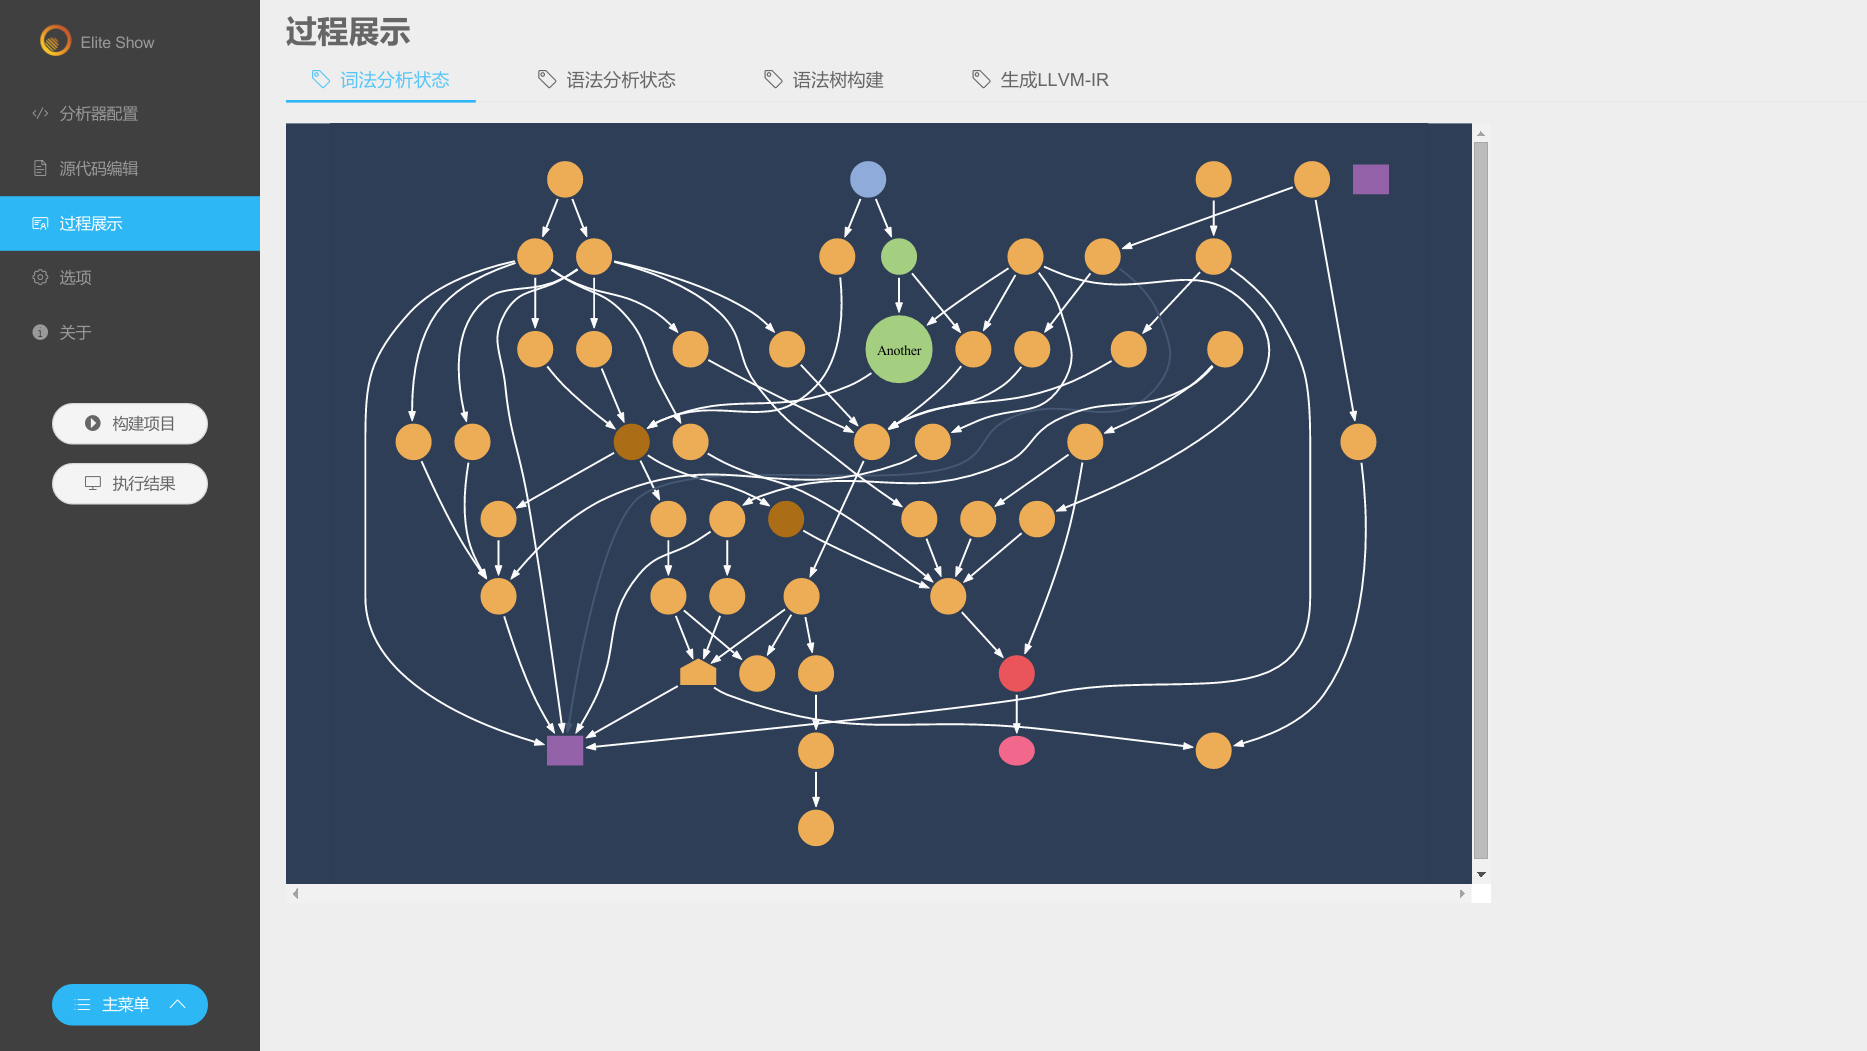 Elite Show
分析器配置
源代码编辑
过程展示
选项
关于
构建项目
执行结果
主菜单
过程展示
词法分析状态
语法分析状态
语法树构建
生成LLVM-IR
Another